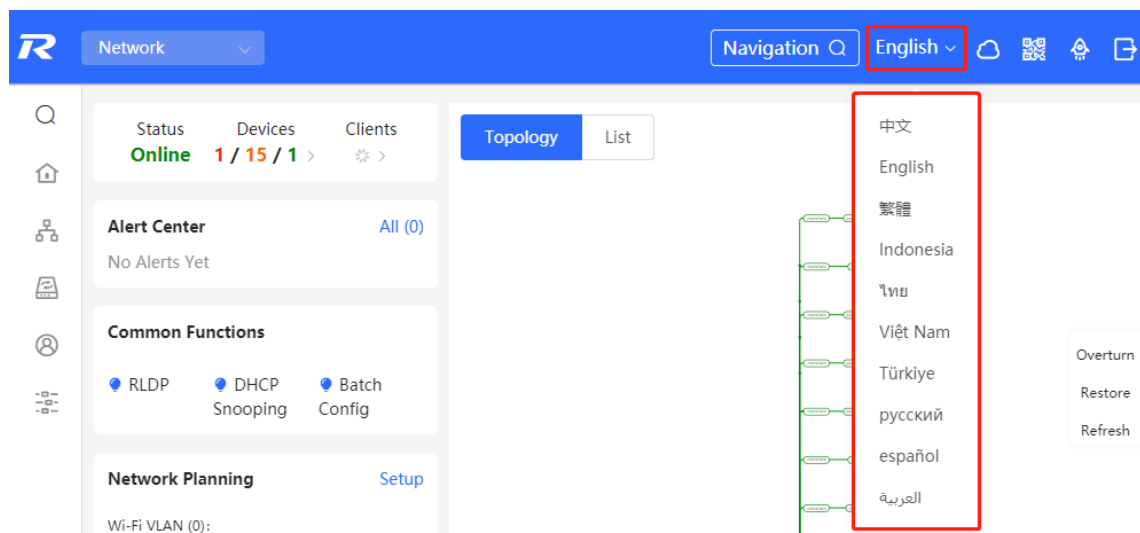 Network
Navigation
English
Status Devices Clients
Online 1 / 15 / 1 >
Alert Center All (0)
No Alerts Yet
Common Functions
RLDP DHCP Snooping Batch Config
Network Planning Setup
Wi-Fi VLAN (0):
Topology List
中文
English
繁體
Indonesia
ไทย
Việt Nam
Türkiye
русский
español
العربية
Overturn
Restore
Refresh